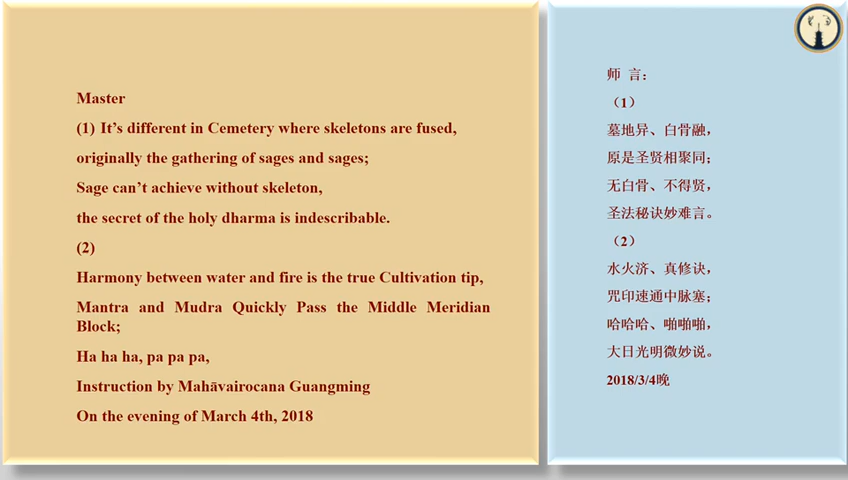 Master
(1) It’s different in Cemetery where skeletons are fused,
originally the gathering of sages and sages;
Sage can’t achieve without skeleton,
the secret of the holy dharma is indescribable.
(2)
Harmony between water and fire is the true Cultivation tip,
Mantra and Mudra Quickly Pass the Middle Meridian
Block;
Ha ha ha, pa pa pa,
Instruction by Mahāvairocana Guangming
On the evening of March 4th, 2018
师 言：
（1）
墓地异、白骨融，
原是圣贤相聚同；
无白骨、不得贤，
圣法秘诀妙难言。
（2）
水火济、真修诀，
咒印速通中脉塞；
哈哈哈、啪啪啪，
大日光明微妙说。
2018/3/4晚